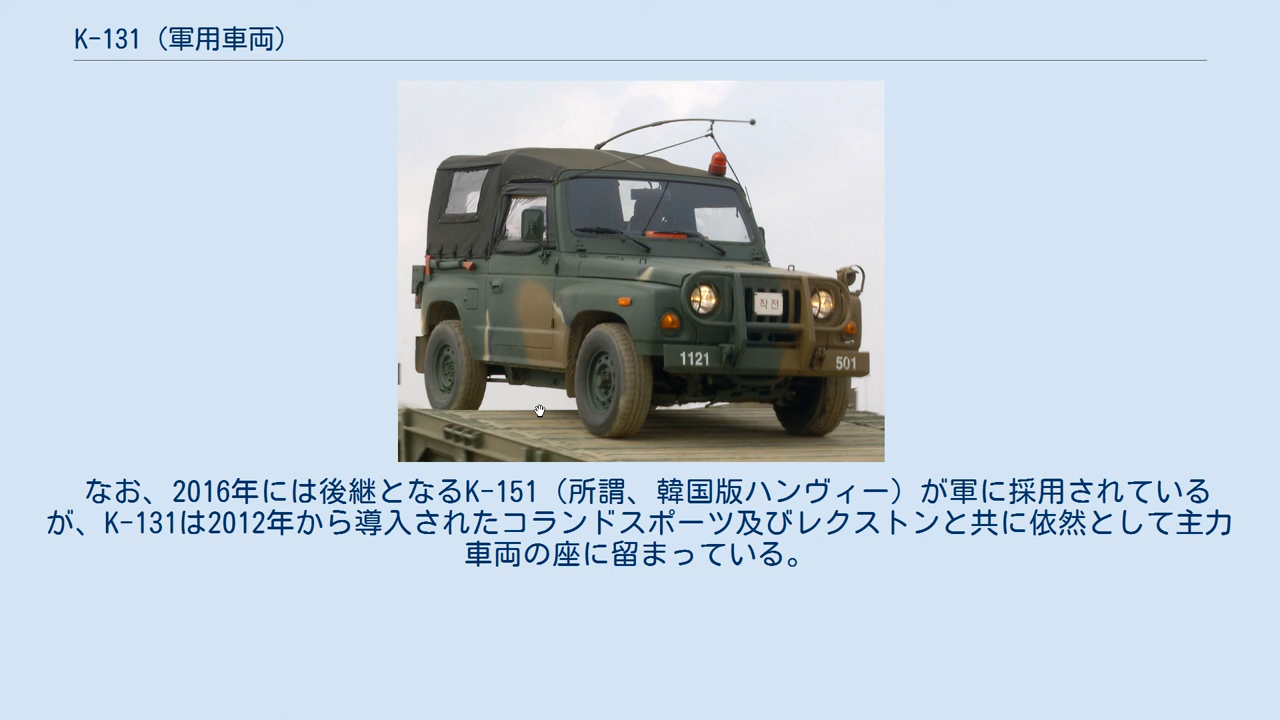 K-131（軍用車両）
작전
1121
501
なお、2016年には後継となるK-151（所謂、韓国版ハンヴィー）が軍に採用されている
が、K-131は2012年から導入されたコランドスポーツ及びレクストンと共に依然として主力
車両の座に留まっている。